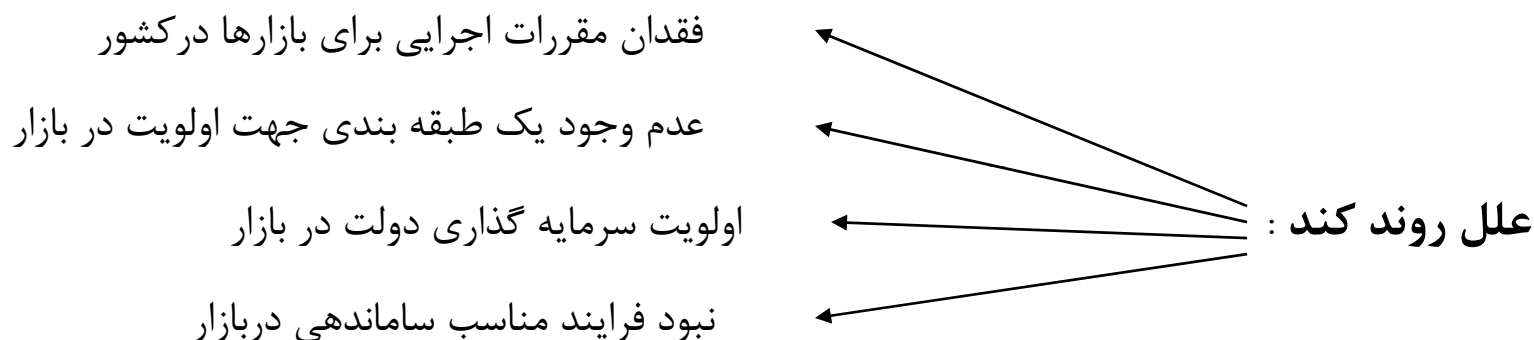 علل روند کند :
فقدان مقررات اجرایی برای بازارها درکشور
عدم وجود یک طبقه بندی جهت اولویت در بازار
اولویت سرمایه گذاری دولت در بازار
نبود فرایند مناسب ساماندهی دربازار